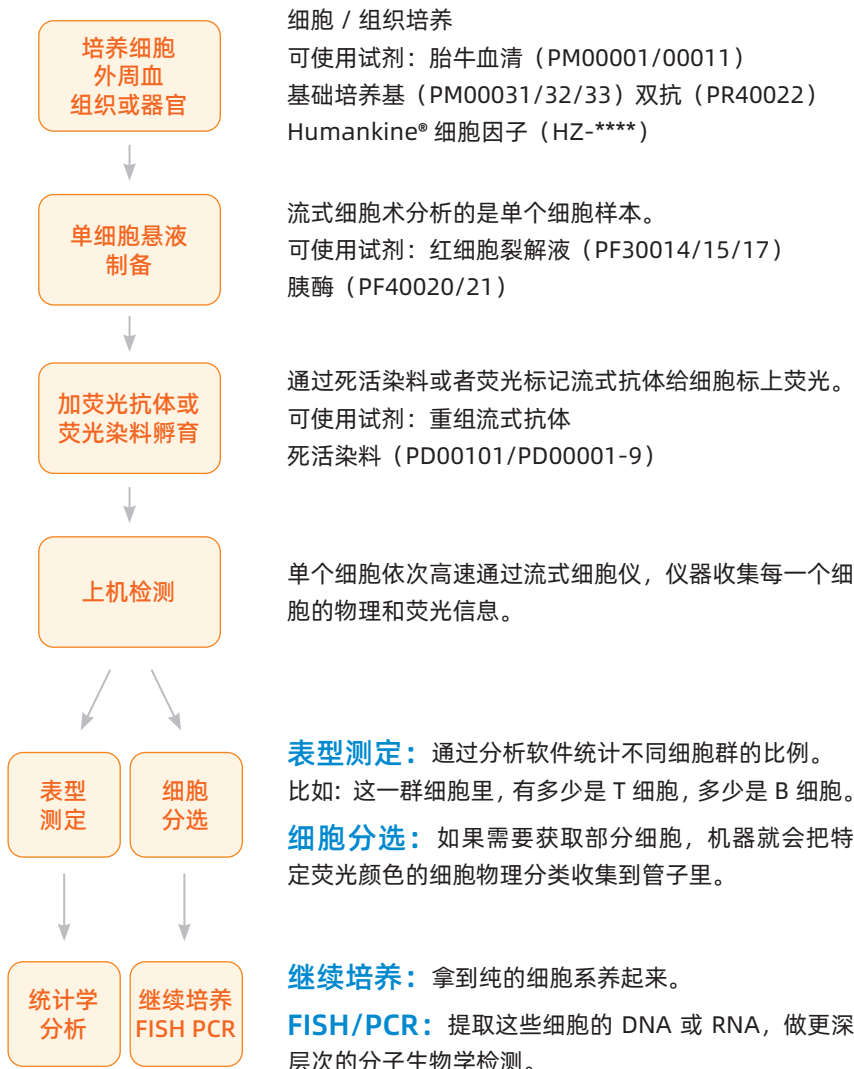 培养细胞
外周血
组织或器官
细胞 / 组织培养
可使用试剂：胎牛血清（PM00001/00011）
基础培养基（PM00031/32/33）双抗（PR40022）
Humankine® 细胞因子（HZ-****）
单细胞悬液
制备
流式细胞术分析的是单个细胞样本。
可使用试剂：红细胞裂解液（PF30014/15/17）
胰酶（PF40020/21）
加荧光抗体或
荧光染料孵育
通过死活染料或者荧光标记流式抗体给细胞标上荧光。
可使用试剂：重组流式抗体
死活染料（PD00101/PD00001-9）
上机检测
单个细胞依次高速通过流式细胞仪，仪器收集每一个细
胞的物理和荧光信息。
表型
测定
细胞
分选
表型测定：通过分析软件统计不同细胞群的比例。
比如：这一群细胞里，有多少是 T 细胞，多少是 B 细胞。
细胞分选：如果需要获取部分细胞，机器就会把特
定荧光颜色的细胞物理分类收集到管子里。
统计学
分析
继续培养
FISH PCR
继续培养：拿到纯的细胞系养起来。
FISH/PCR：提取这些细胞的 DNA 或 RNA，做更深
层次的分子生物学检测。